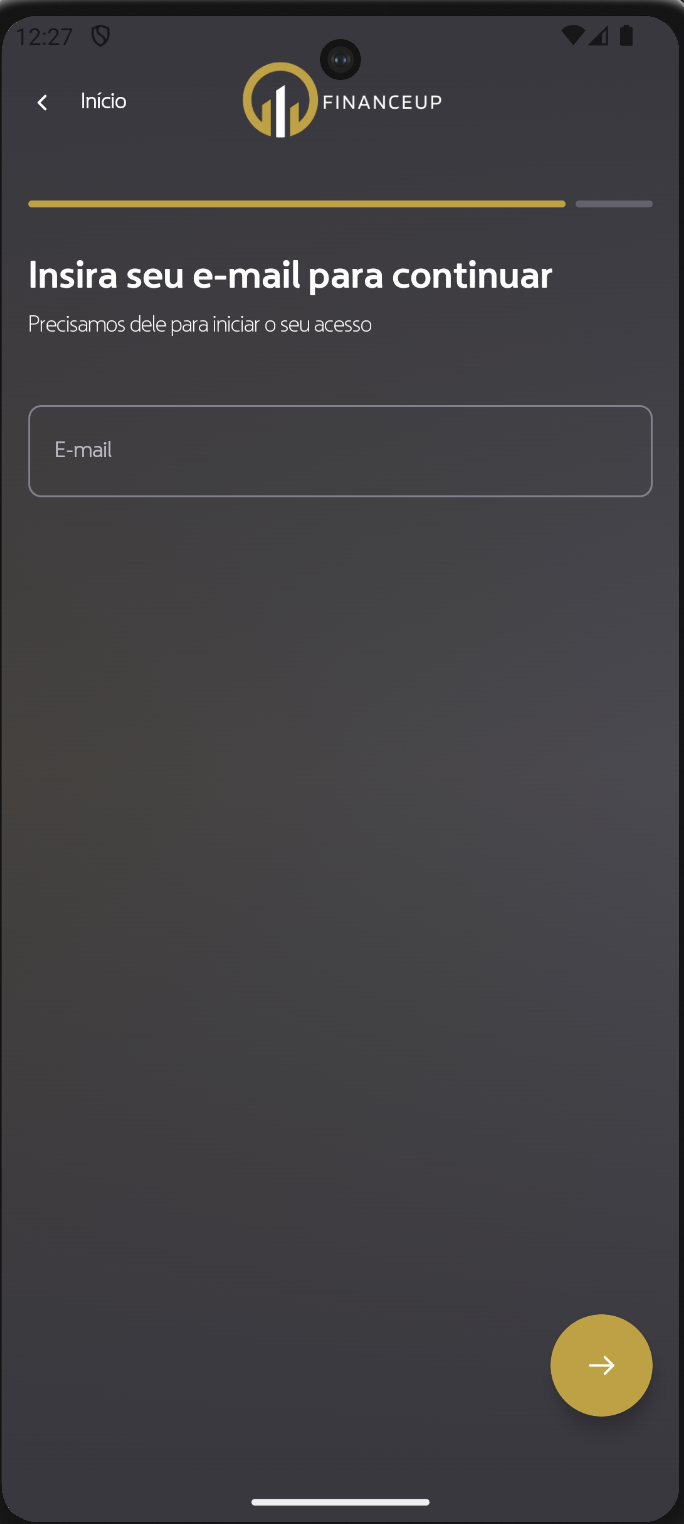 12:27
Início
FINANCEUP
Insira seu e-mail para continuar
Precisamos dele para iniciar o seu acesso
E-mail